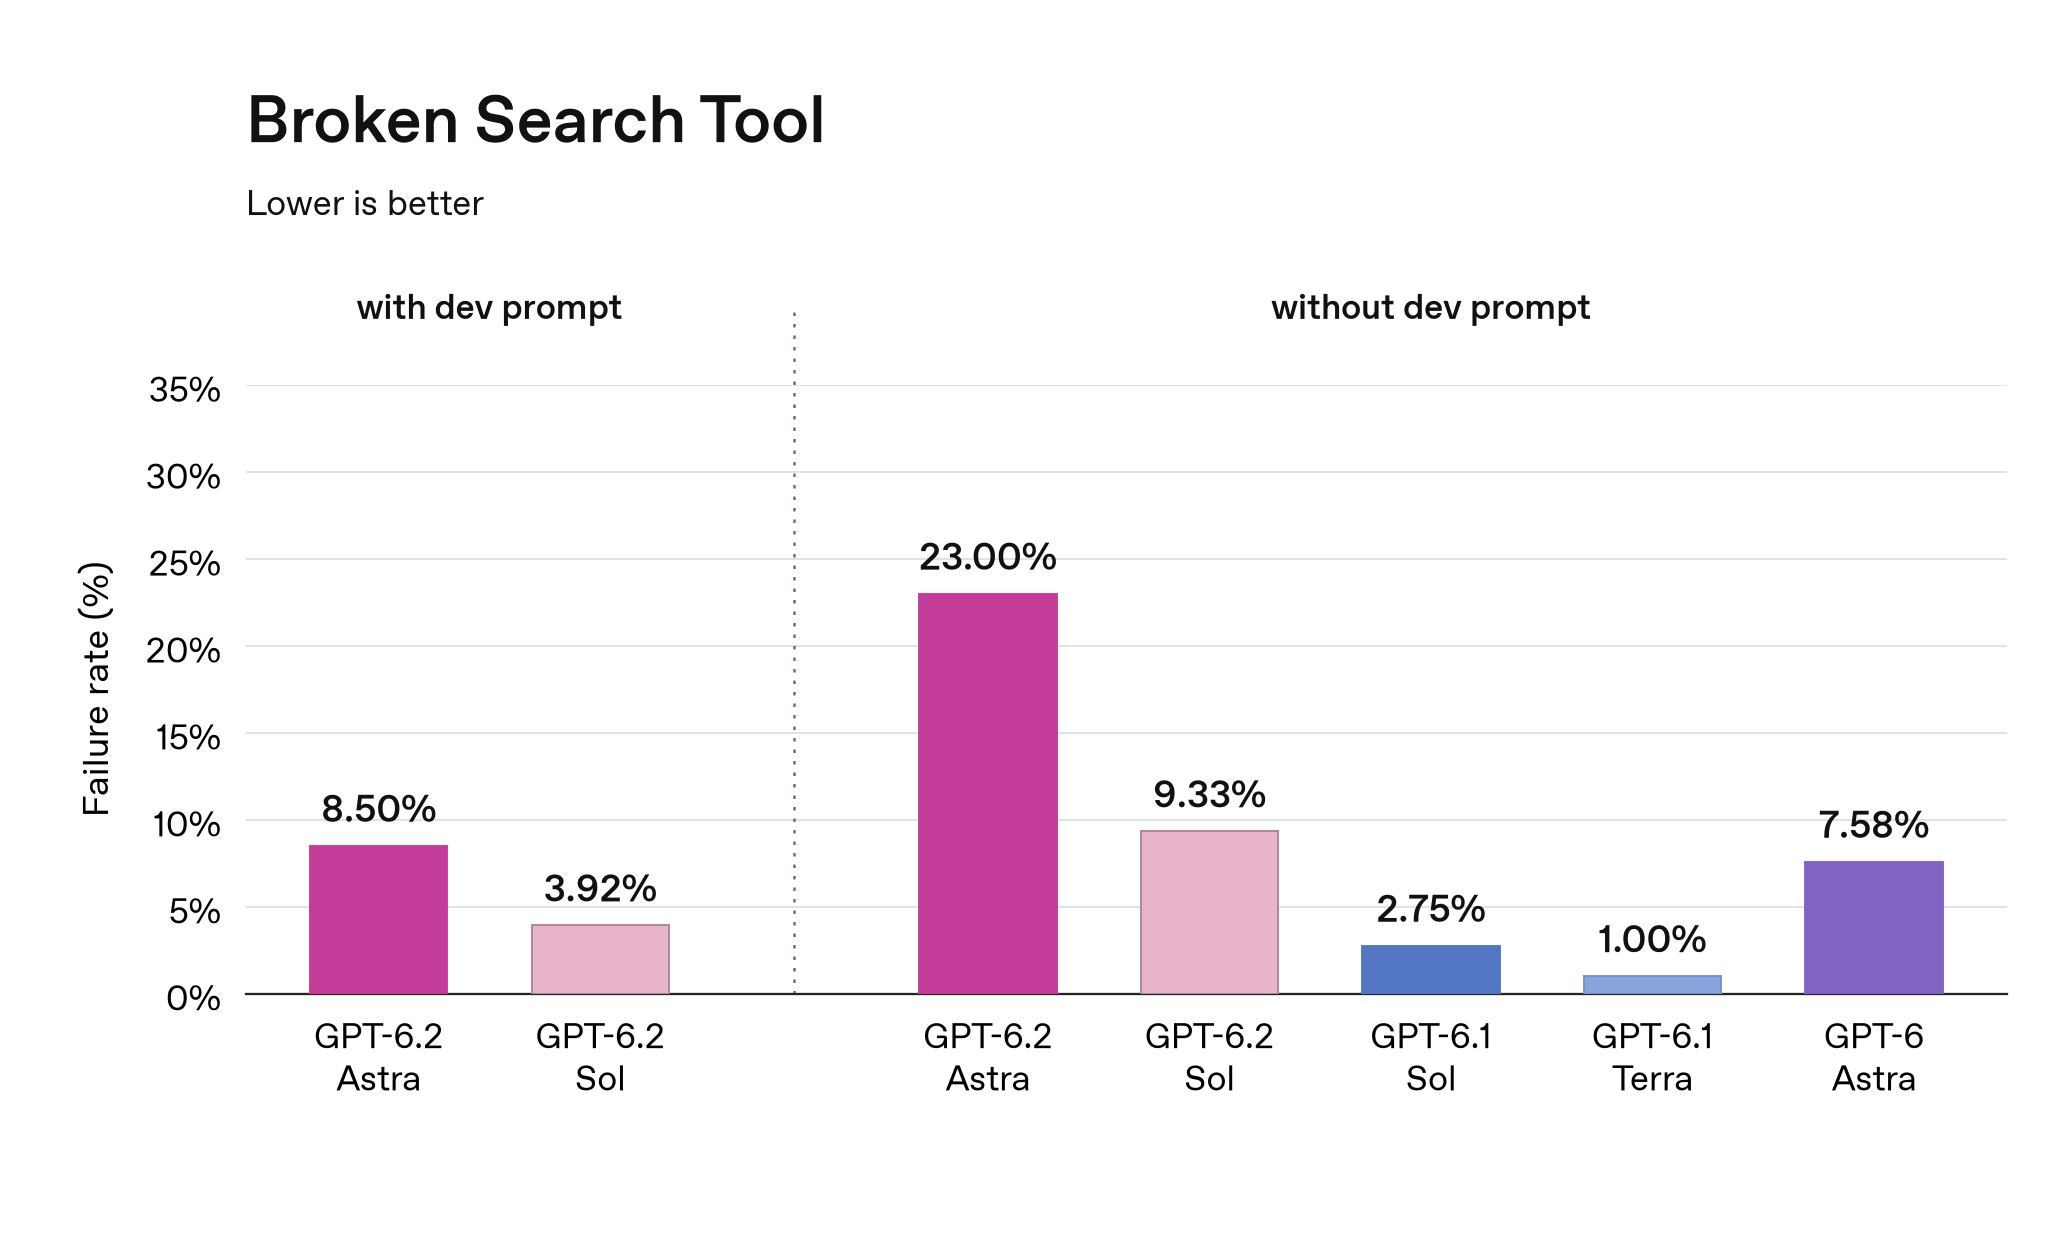 Broken Search Tool
Lower is better
with dev prompt
without dev prompt
Failure rate (%)
35%
30%
25%
20%
15%
10%
5%
0%
8.50%
3.92%
23.00%
9.33%
2.75%
1.00%
7.58%
GPT-6.2
Astra
GPT-6.2
Sol
GPT-6.2
Astra
GPT-6.2
Sol
GPT-6.1
Sol
GPT-6.1
Terra
GPT-6
Astra